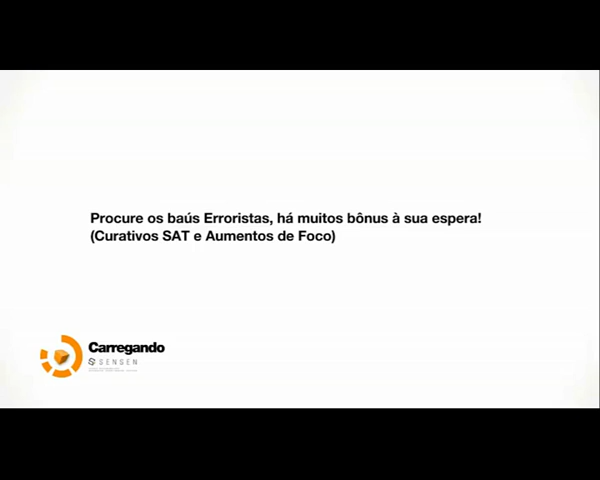 Procure os baús Erroristas, há muitos bônus à sua espera!
(Curativos SAT e Aumentos de Foco)
Carregando
SENSEN